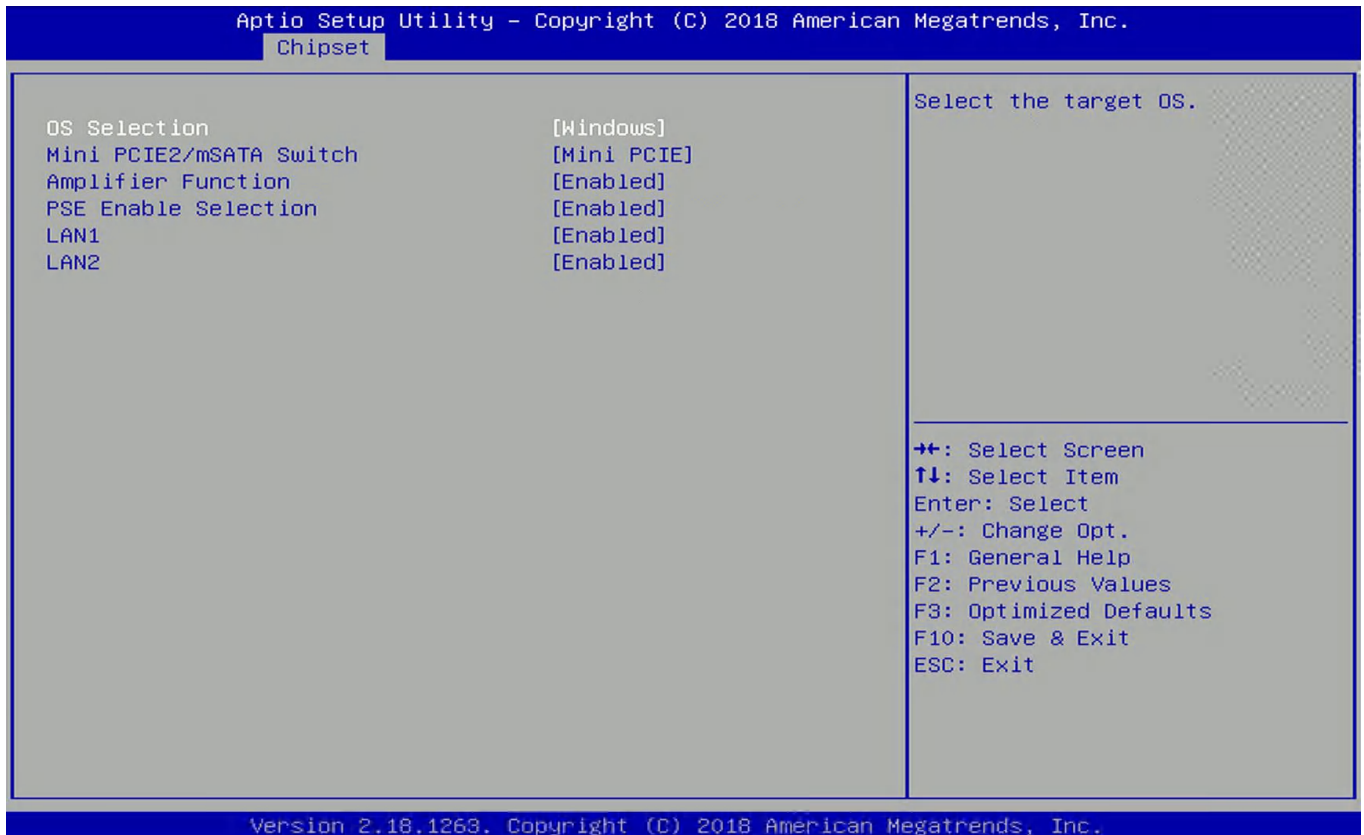 Aptio Setup Utility – Copyright (C) 2018 American Megatrends, Inc.
Chipset
OS Selection [Windows]
Mini PCIE2/mSATA Switch [Mini PCIE]
Amplifier Function [Enabled]
PSE Enable Selection [Enabled]
LAN1 [Enabled]
LAN2 [Enabled]
Select the target OS.
→←: Select Screen
↑↓: Select Item
Enter: Select
+/-: Change Opt.
F1: General Help
F2: Previous Values
F3: Optimized Defaults
F10: Save & Exit
ESC: Exit
Version 2.18.1263. Copyright (C) 2018 American Megatrends, Inc.